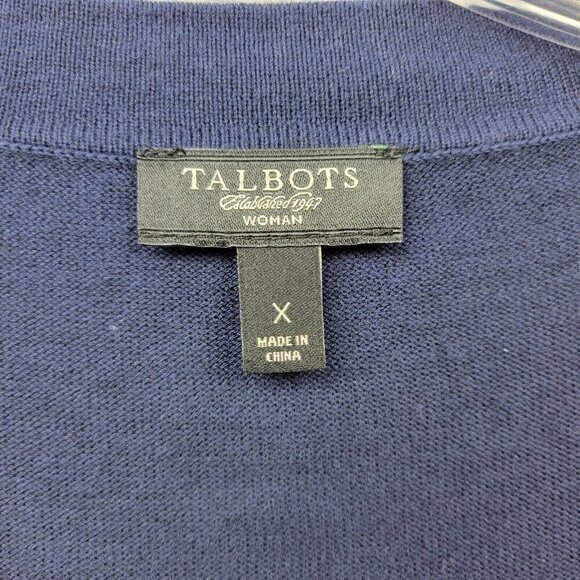 TALBOTS
Established 1947
WOMAN
X
MADE IN
CHINA